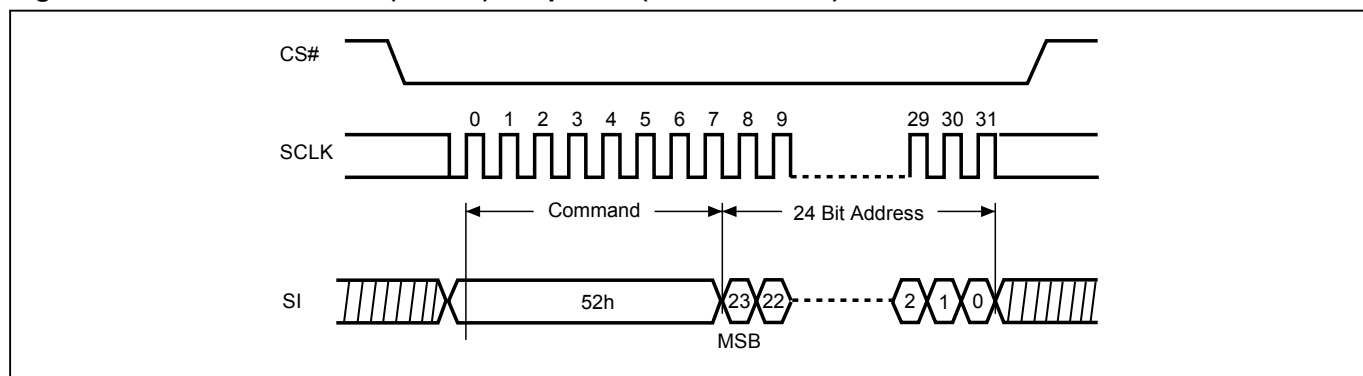 CS#
0 1 2 3 4 5 6 7 8 9 29 30 31
SCLK
Command 24 Bit Address
SI 52h 23 22 2 1 0
MSB